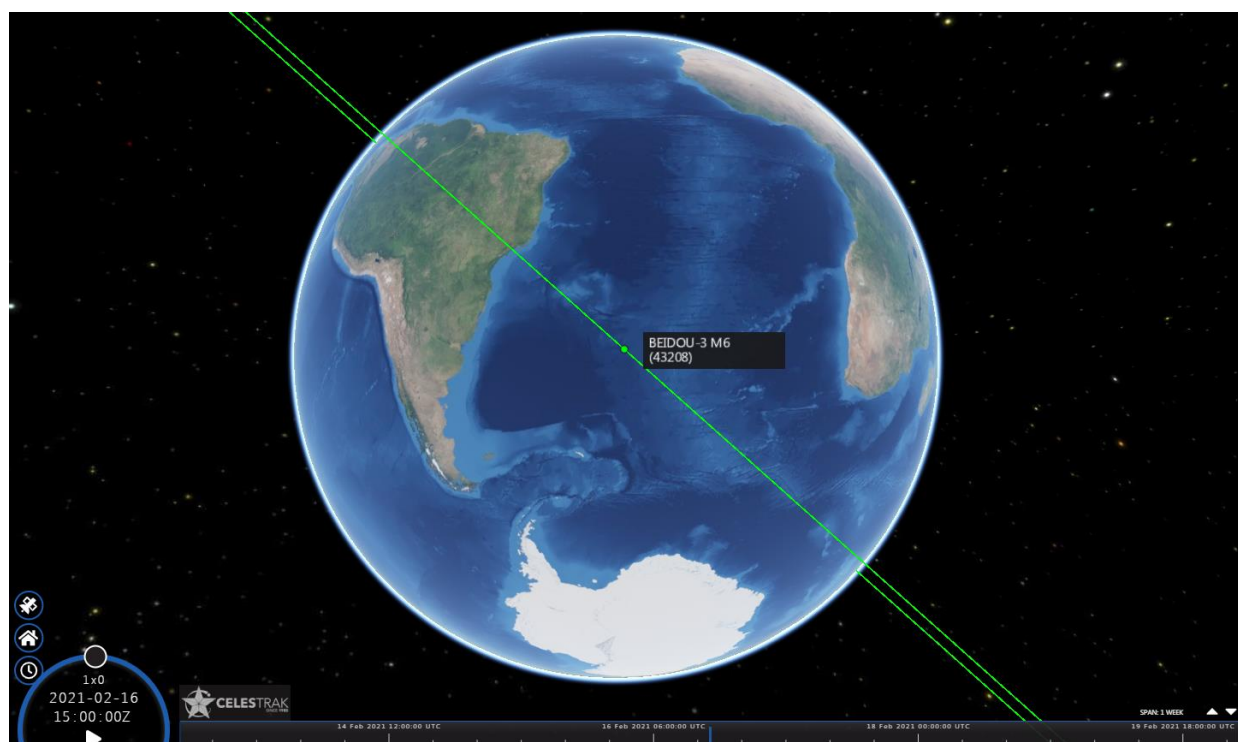 BEIDOU-3 M6
(43208)
1x0
2021-02-16
15:00:00Z
CELESTRAK
SPAN: 1 WEEK
14 Feb 2021 12:00:00 UTC
16 Feb 2021 06:00:00 UTC
18 Feb 2021 00:00:00 UTC
19 Feb 2021 18:00:00 UTC